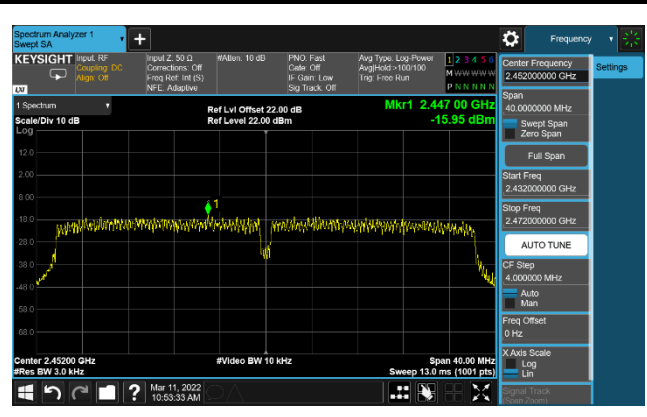 Spectrum Analyzer 1
Swept SA
+
Frequency
KEYSIGHT
Input: RF
Coupling: DC
Align: Off
Input Z: 50 Ω
Corrections: Off
Freq Ref: Int (S)
NFE: Adaptive
#Atten: 10 dB
PNO: Fast
Gate: Off
IF Gain: Low
Sig Track: Off
Avg Type: Log-Power
Avg|Hold:>100/100
Trig: Free Run
1 2 3 4 5 6
M W W W W W
P N N N N N
LXI
1 Spectrum
Scale/Div 10 dB
Log
Ref Lvl Offset 22.00 dB
Ref Level 22.00 dBm
Mkr1 2.447 00 GHz
-15.95 dBm
12.0
2.00
-8.00
-18.0
-28.0
-38.0
-48.0
-58.0
-68.0
1
Center 2.45200 GHz
#Res BW 3.0 kHz
#Video BW 10 kHz
Span 40.00 MHz
Sweep 13.0 ms (1001 pts)
Center Frequency
2.452000000 GHz
Settings
Span
40.0000000 MHz
Swept Span
Zero Span
Full Span
Start Freq
2.432000000 GHz
Stop Freq
2.472000000 GHz
AUTO TUNE
CF Step
4.000000 MHz
Auto
Man
Freq Offset
0 Hz
X Axis Scale
Log
Lin
Signal Track
(Span Zoom)
?
Mar 11, 2022
10:53:33 AM